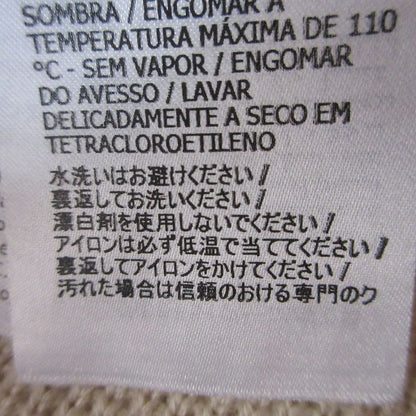 SOMBRA / ENGOMAR A
TEMPERATURA MÁXIMA DE 110
ºC - SEM VAPOR / ENGOMAR
DO AVESSO / LAVAR
DELICADAMENTE A SECO EM
TETRACLOROETILENO
水洗いはお避けください /
裏返してお洗いください /
漂白剤を使用しないでください /
アイロンは必ず低温で当ててください /
裏返してアイロンをかけてください /
汚れた場合は信頼のおける専門のク